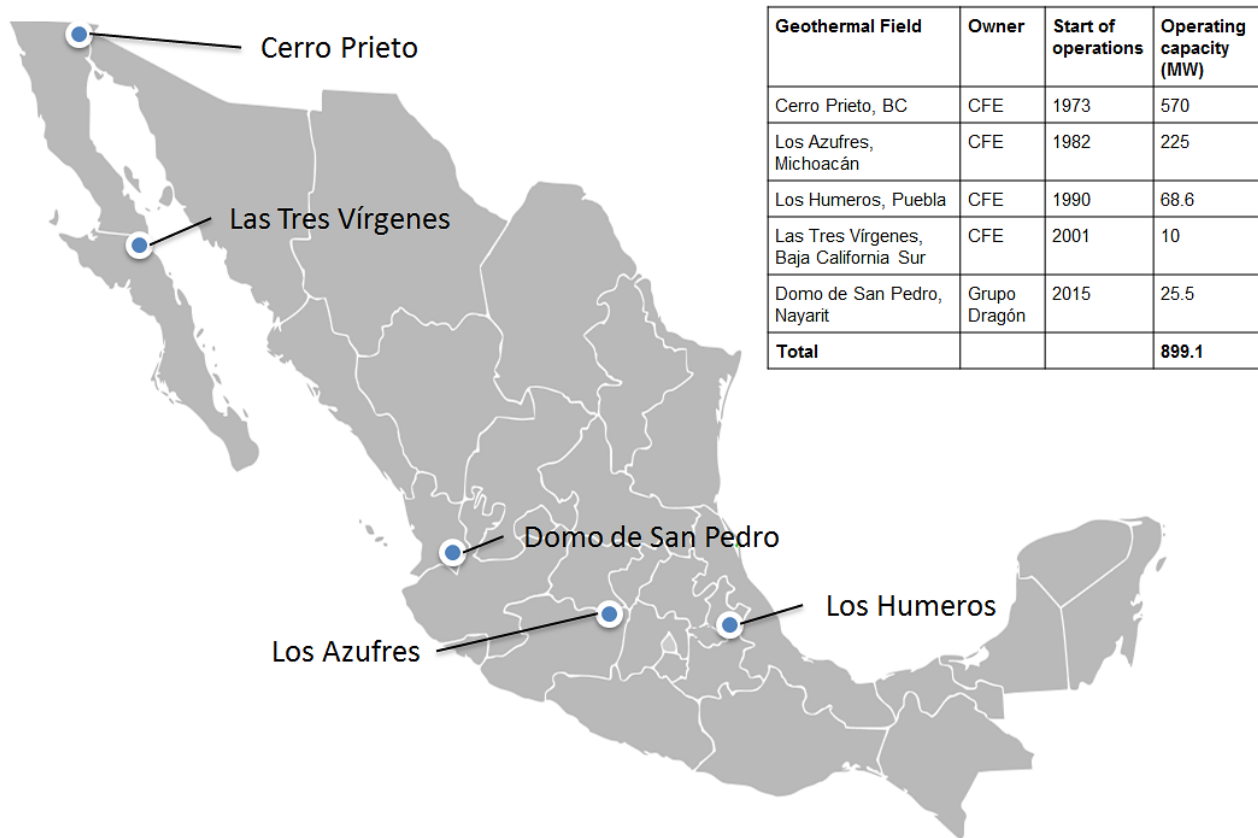 Cerro Prieto
Las Tres Vírgenes
Domo de San Pedro
Los Humeros
Los Azufres
Geothermal Field Owner Start of operations Operating capacity (MW)
Cerro Prieto, BC CFE 1973 570
Los Azufres, Michoacán CFE 1982 225
Los Humeros, Puebla CFE 1990 68.6
Las Tres Vírgenes, Baja California Sur CFE 2001 10
Domo de San Pedro, Nayarit Grupo Dragón 2015 25.5
Total 899.1